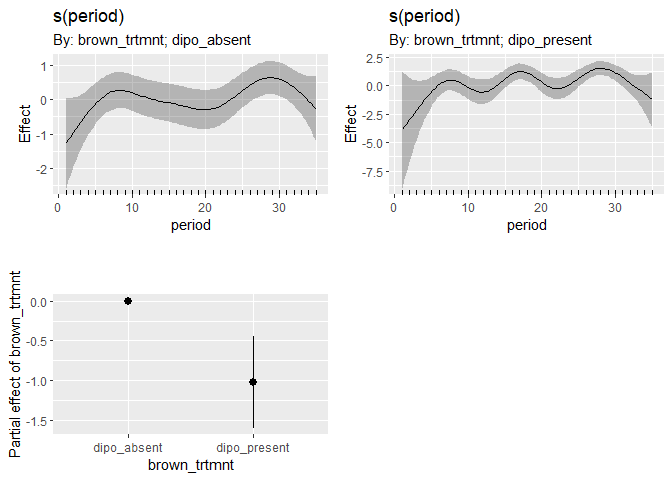 s(period)
By: brown_trtmnt; dipo_absent
1
0
-1
-2
Effect
0
10
20
30
period
s(period)
By: brown_trtmnt; dipo_present
2.5
0.0
-2.5
-5.0
-7.5
Effect
0
10
20
30
period
0.0
-0.5
-1.0
-1.5
Partial effect of brown_trtmnt
dipo_absent
dipo_present
brown_trtmnt